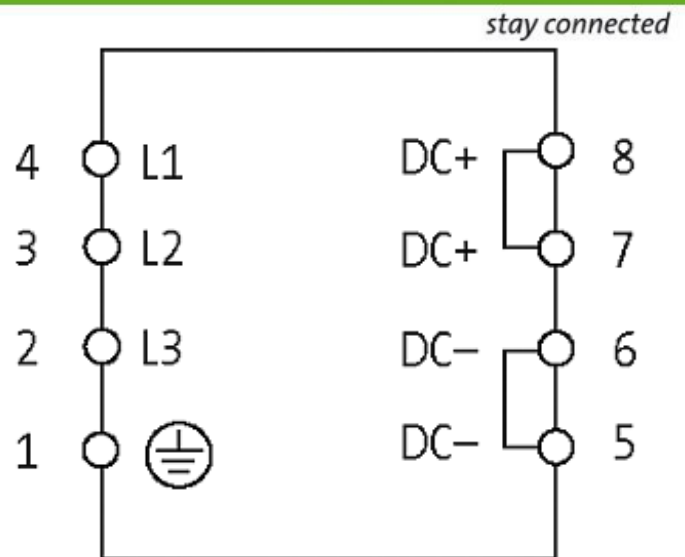 stay connected
4 L1 DC+ 8
3 L2 DC+ 7
2 L3 DC– 6
1 DC– 5